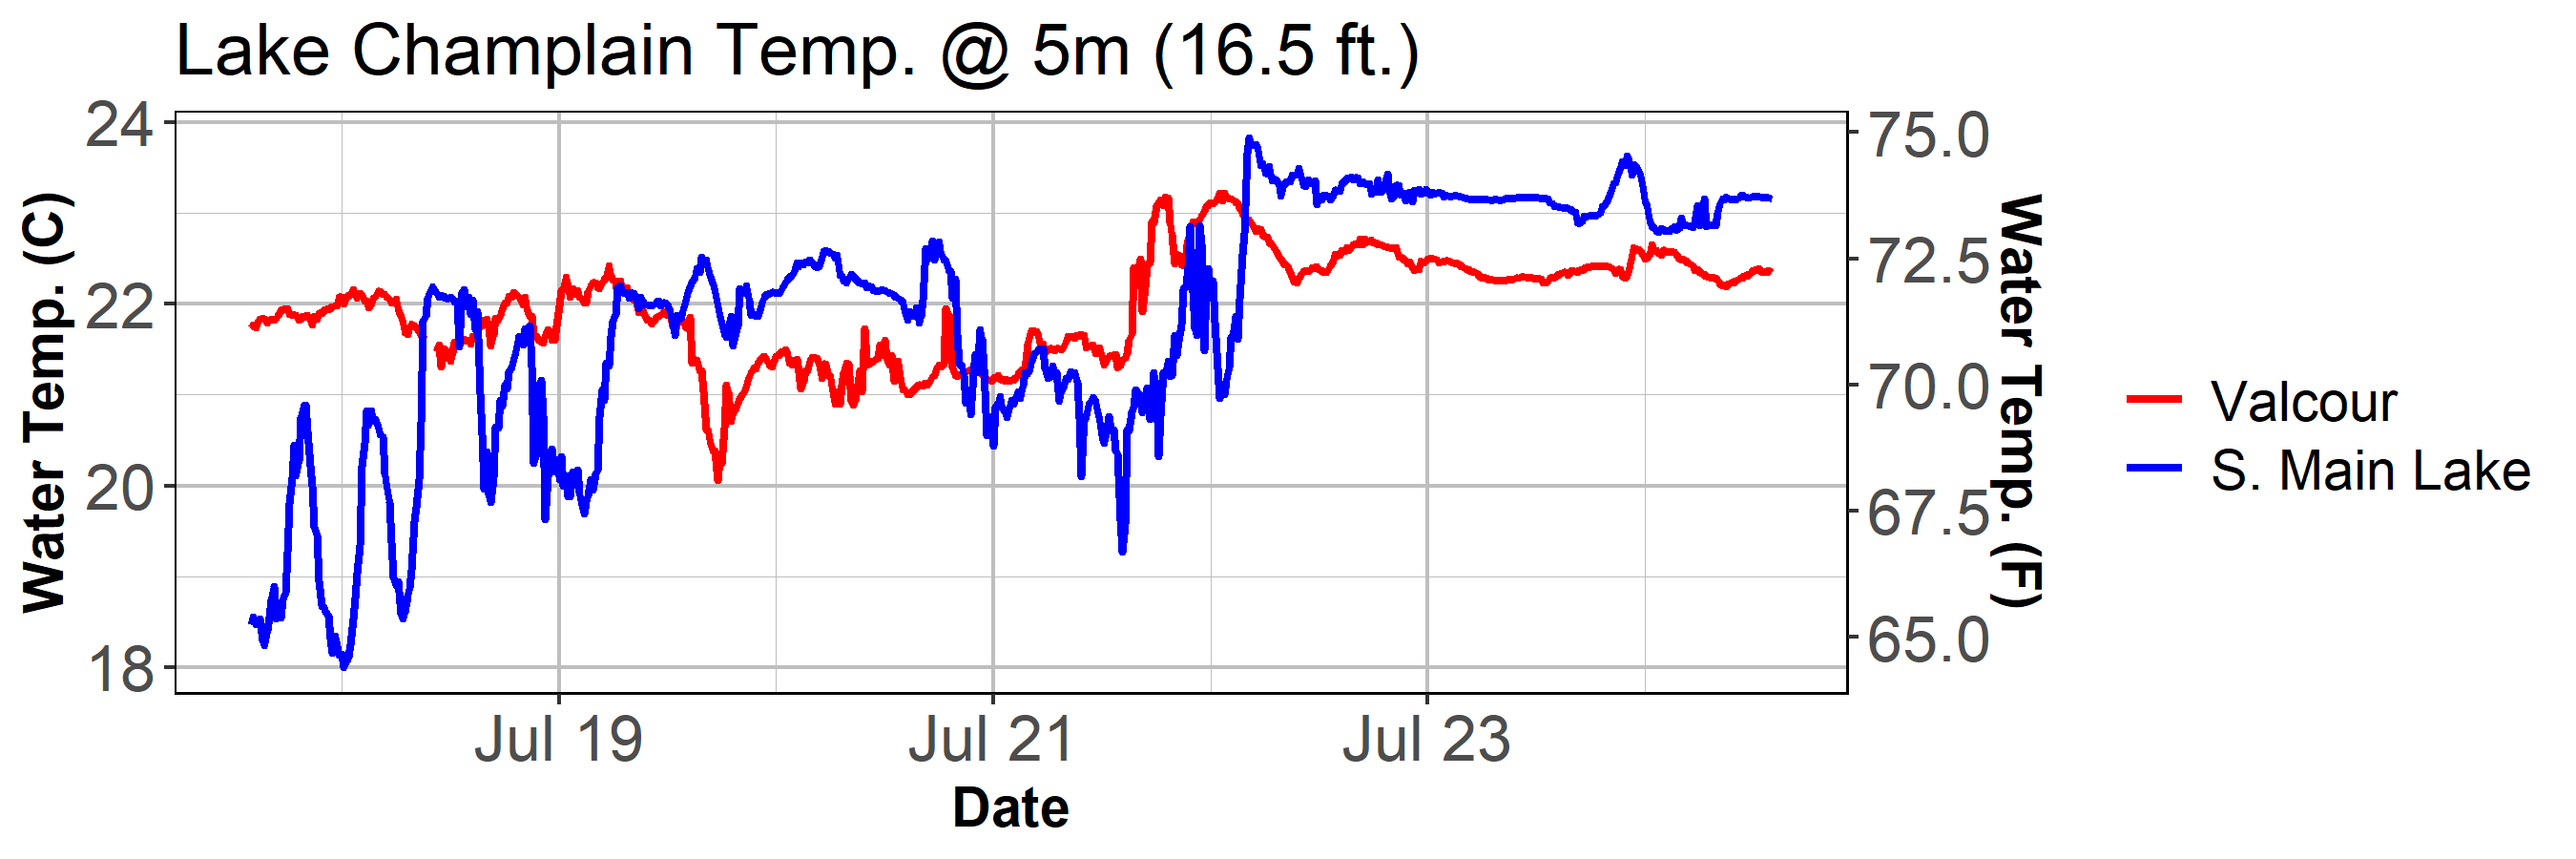 Lake Champlain Temp. @ 5m (16.5 ft.)
Water Temp. (C)
24
22
20
18
75.0
72.5
70.0
67.5
65.0
Water Temp. (F)
Valcour
S. Main Lake
Jul 19
Jul 21
Jul 23
Date